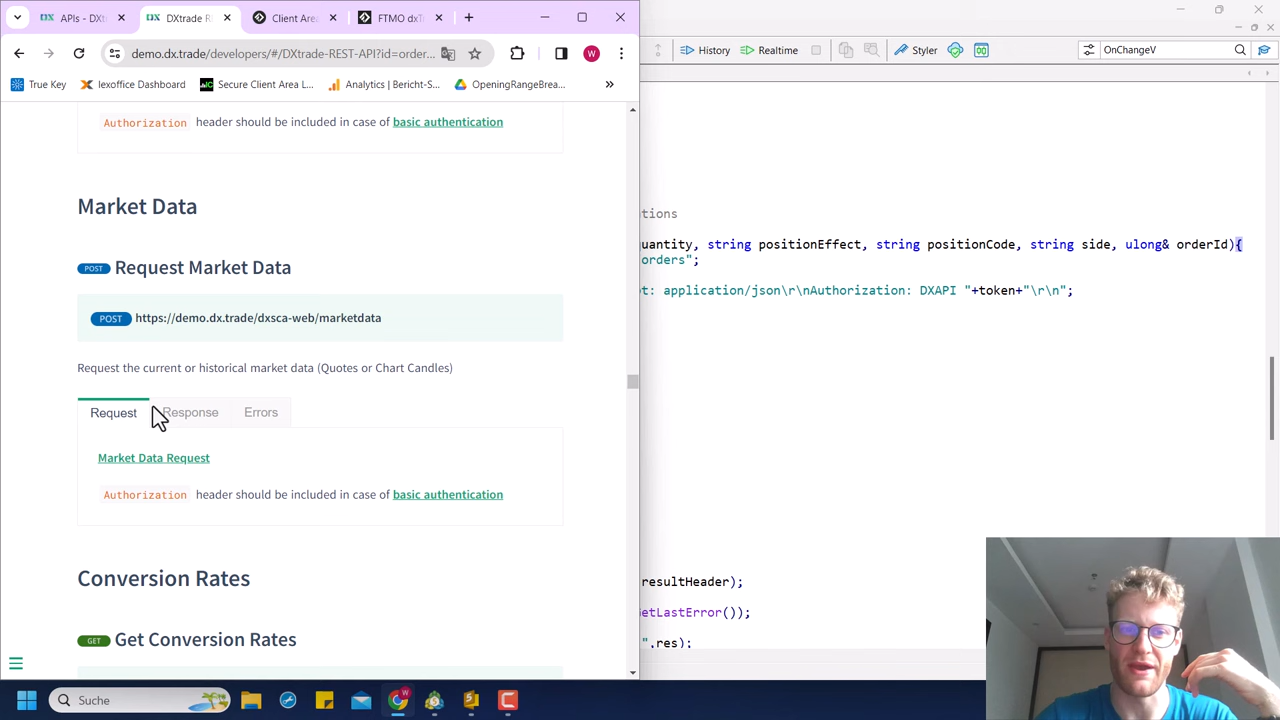 APIs - DXtr
DXtrade R
Client Area
FTMO dxTr
demo.dx.trade/developers/#/DXtrade-REST-API?id=order...
W
True Key
lexoffice Dashboard
Secure Client Area L...
Analytics | Bericht-S...
OpeningRangeBrea...
»
History
Realtime
Styler
OnChangeV
Authorization header should be included in case of basic authentication
Market Data
POST Request Market Data
POST https://demo.dx.trade/dxsca-web/marketdata
Request the current or historical market data (Quotes or Chart Candles)
Request Response Errors
Market Data Request
Authorization header should be included in case of basic authentication
Conversion Rates
GET Get Conversion Rates
tions
quantity, string positionEffect, string positionCode, string side, ulong& orderId){
orders";
t: application/json\r\nAuthorization: DXAPI "+token+"\r\n";
resultHeader);
GetLastError());
",res);
Suche